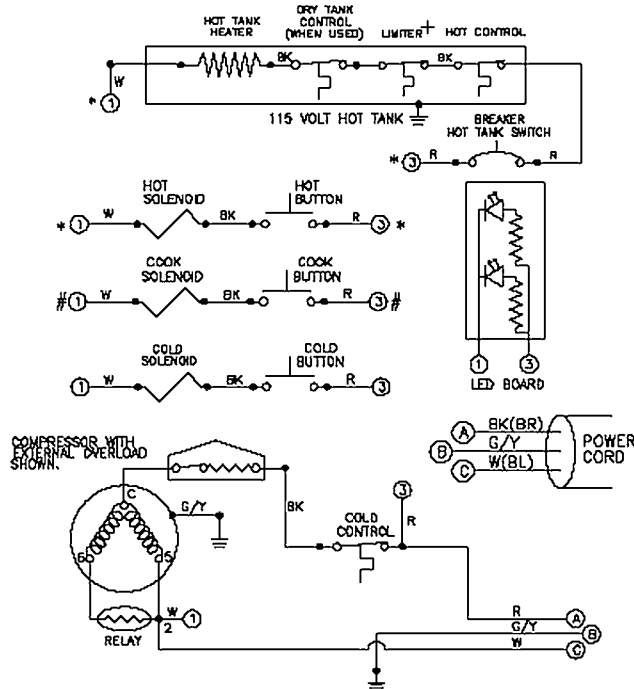 HOT TANK
HEATER
DRY TANK
CONTROL
(WHEN USED)
LIMITER +
HOT CONTROL
W
BK
BK
* 1
115 VOLT HOT TANK
BREAKER
HOT TANK SWITCH
* 3 R R
HOT
SOLENOID
HOT
BUTTON
* 1 W BK R 3 *
COOK
SOLENOID
COOK
BUTTON
# 1 W BK R 3 #
COLD
SOLENOID
COLD
BUTTON
1 W BK R 3
1 3
LED BOARD
A BK(BR)
B G/Y
C W(BL)
POWER
CORD
COMPRESSOR WITH
EXTERNAL OVERLOAD
SHOWN.
C
G/Y
BK
3
R
COLD
CONTROL
6 5
W 1
2
RELAY
R A
G/Y B
W C